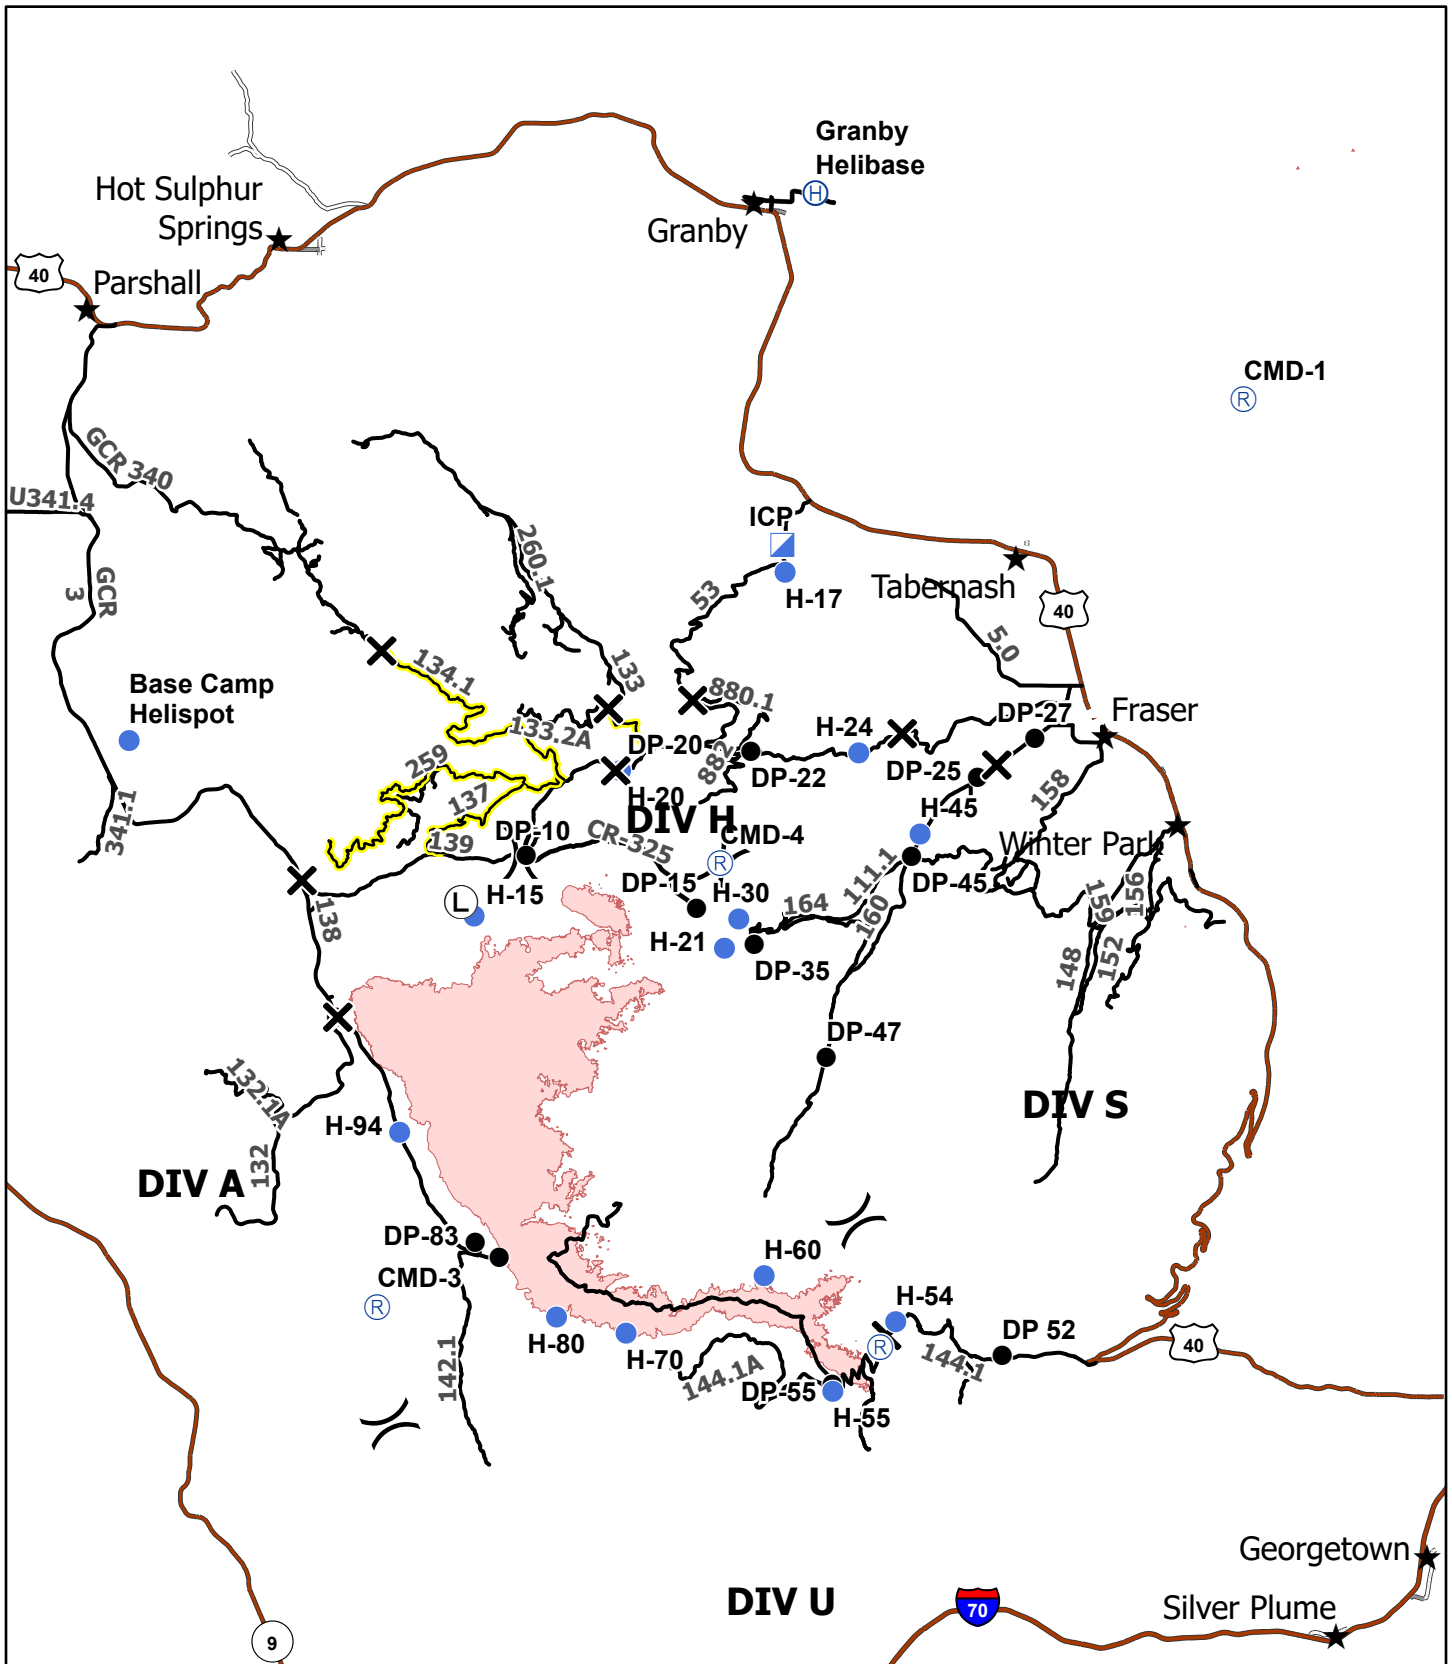 Granby
Helibase
H
Hot Sulphur
Springs
Granby
40
Parshall
CMD-1
R
GCR 340
U341.4
ICP
260.1
GCR
3
53
H-17
Tabernash
40
5.0
133
134.1
880.1
Base Camp
Helispot
133.2A
DP-20
H-24
DP-27
Fraser
259
882
DP-22
DP-25
137
H-20
H-45
158
341.1
139
DP-10
DIV H
CR-325
CMD-4
R
Winter Park
DP-15
H-30
111.1
DP-45
L
H-15
164
160
159
156
138
H-21
DP-35
148
152
DP-47
132.1A
H-94
DIV S
132
DIV A
DP-83
CMD-3
R
H-60
H-54
R
DP 52
40
H-80
H-70
144.1A
144.1
142.1
DP-55
H-55
Georgetown
DIV U
70
Silver Plume
9